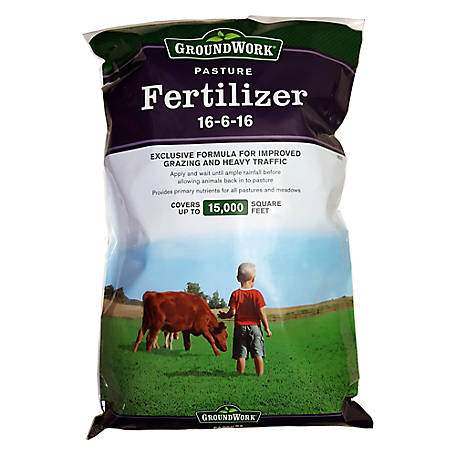 GROUNDWORK®
PASTURE
Fertilizer
16-6-16
EXCLUSIVE FORMULA FOR IMPROVED
GRAZING AND HEAVY TRAFFIC
Apply and wait until ample rainfall before
allowing animals back in to pasture
Provides primary nutrients for all pastures and meadows
COVERS
UP TO
15,000
SQUARE
FEET
GROUNDWORK